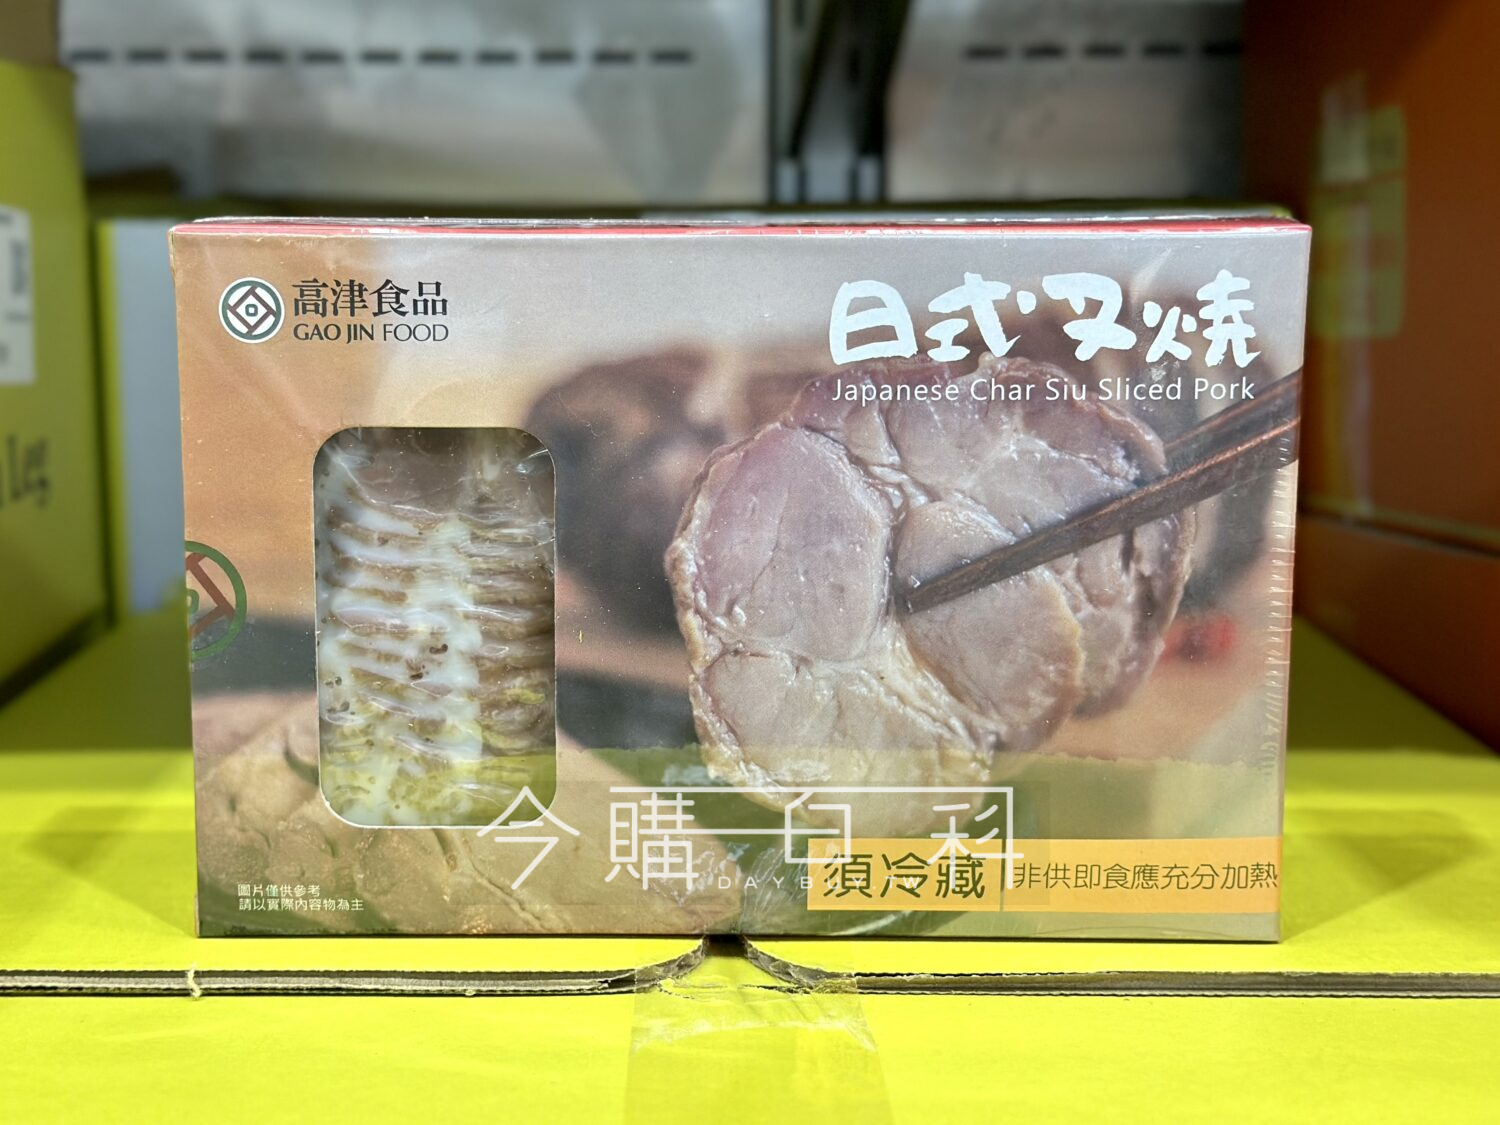 高津食品
GAO JIN FOOD
日式叉燒
Japanese Char Siu Sliced Pork
今購百科
DAYBUY.TW
須冷藏
非供即食應充分加熱
圖片僅供參考
請以實際內容物為主